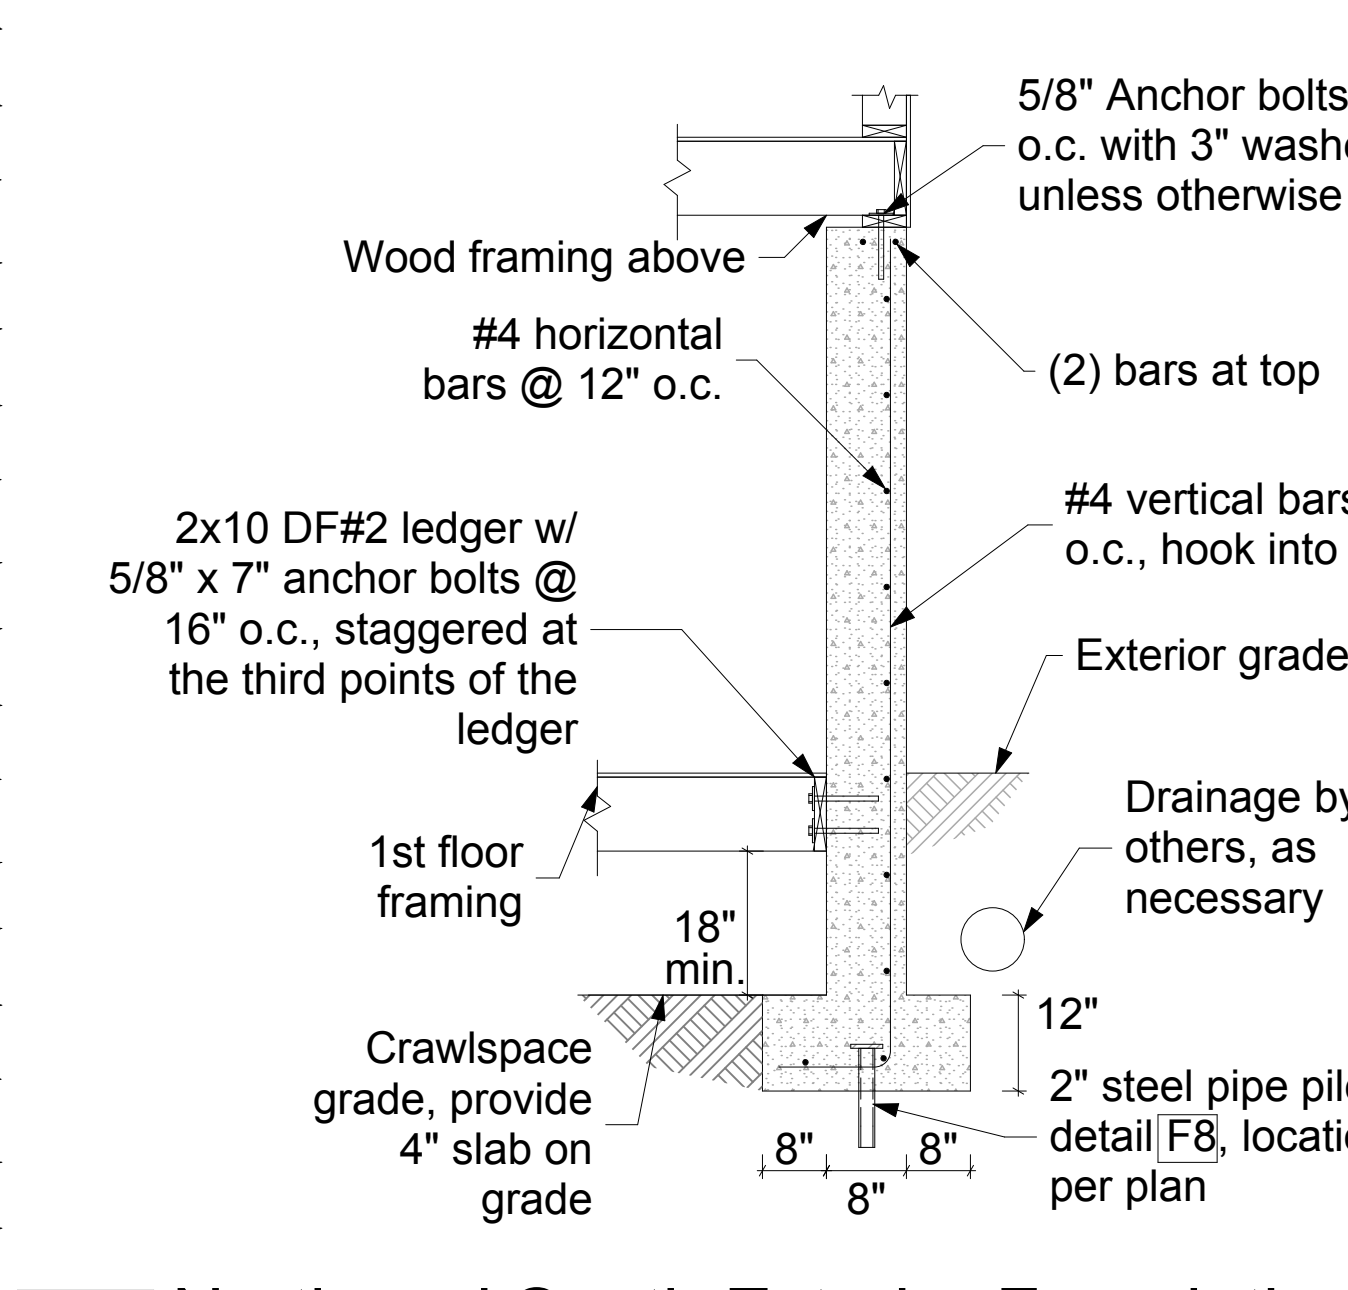 5/8" Anchor bolts
o.c. with 3"
unless otherwise
Wood framing above
#4 horizontal
bars @ 12" o.c.
(2) bars at top
#4 vertical bars
o.c., hook into
2x10 DF#2 ledger w/
5/8" x 7" anchor bolts @
16" o.c., staggered at
the third points of the
ledger
Exterior grade
Drainage by
others, as
necessary
1st floor
framing
18"
min.
12"
Crawlspace
grade, provide
4" slab on
grade
2" steel pipe
detail F8,
per plan
8"
8"
8"